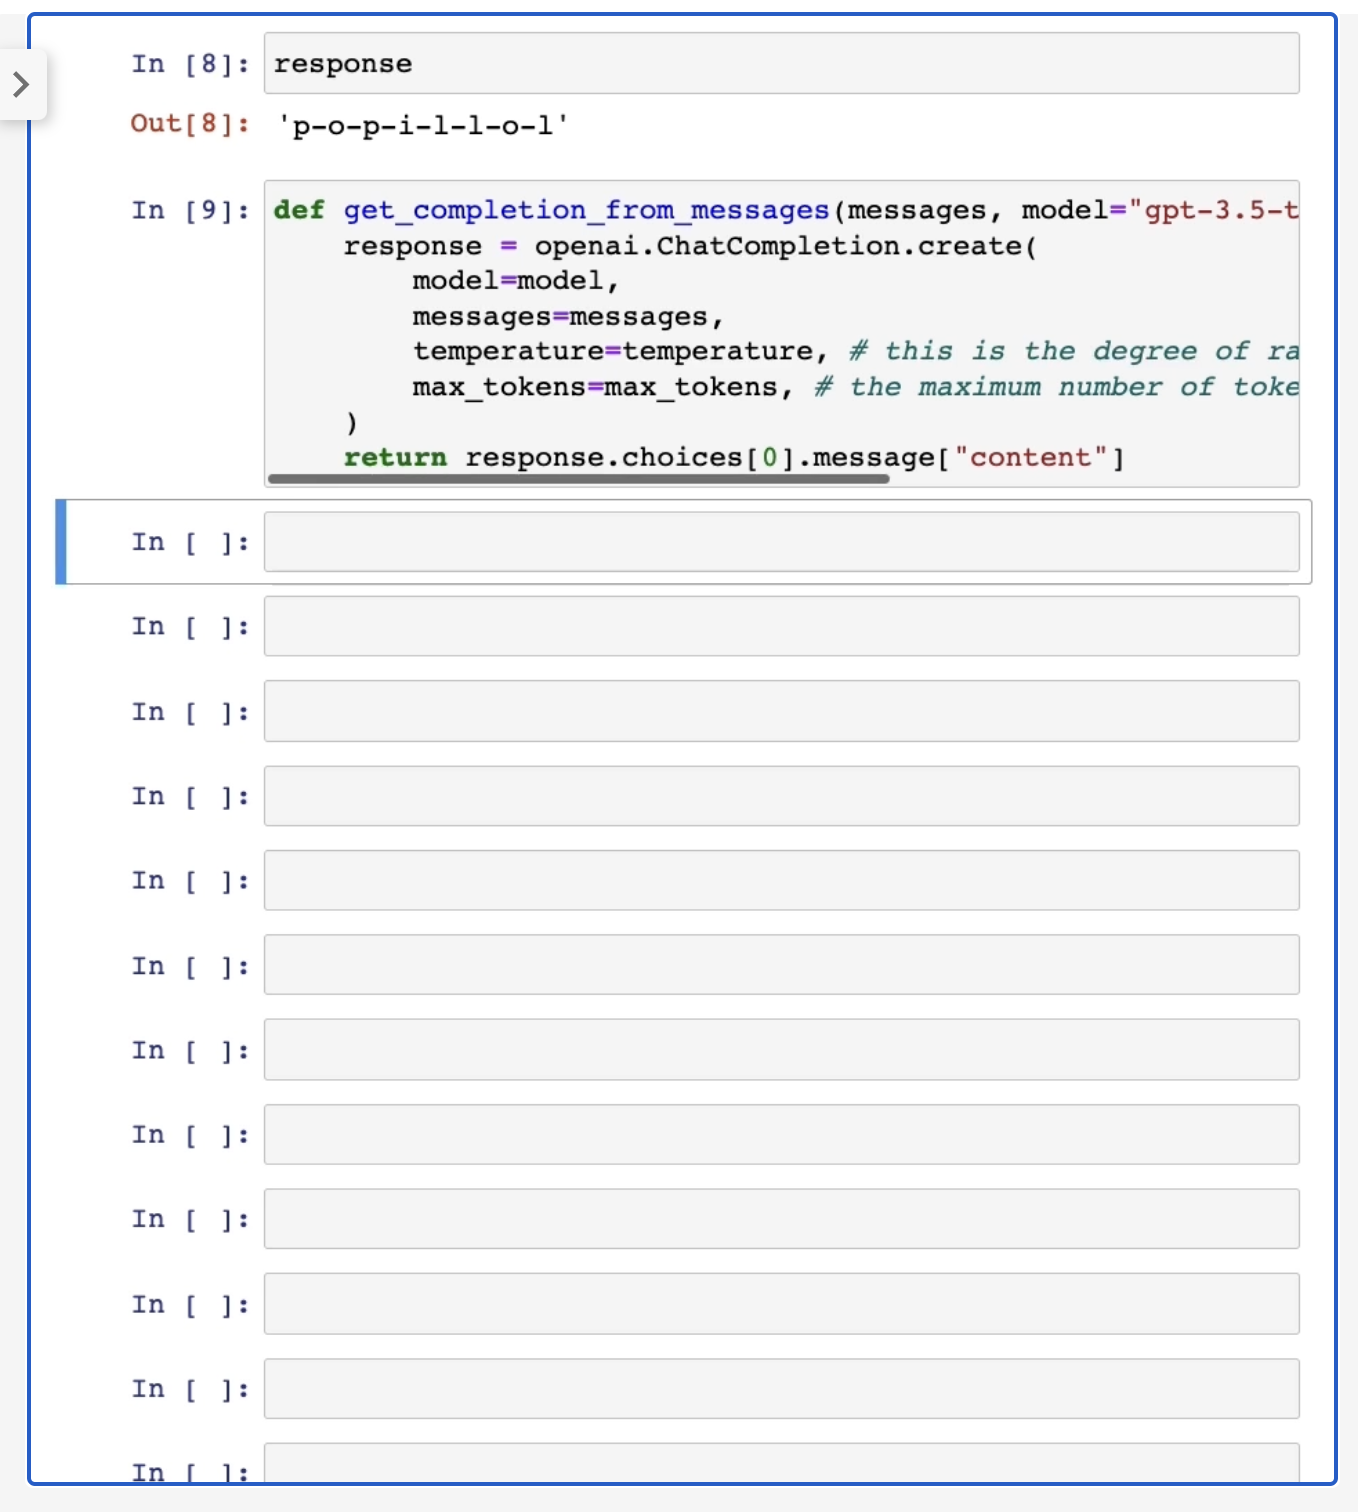 In [8]: response
Out[8]: 'p-o-p-i-l-l-o-l'
In [9]: def get_completion_from_messages(messages, model="gpt-3.5-t
response = openai.ChatCompletion.create(
model=model,
messages=messages,
temperature=temperature, # this is the degree of ra
max_tokens=max_tokens, # the maximum number of toke
)
return response.choices[0].message["content"]
In [ ]:
In [ ]:
In [ ]:
In [ ]:
In [ ]:
In [ ]:
In [ ]:
In [ ]:
In [ ]:
In [ ]:
In [ ]:
In [ ]: